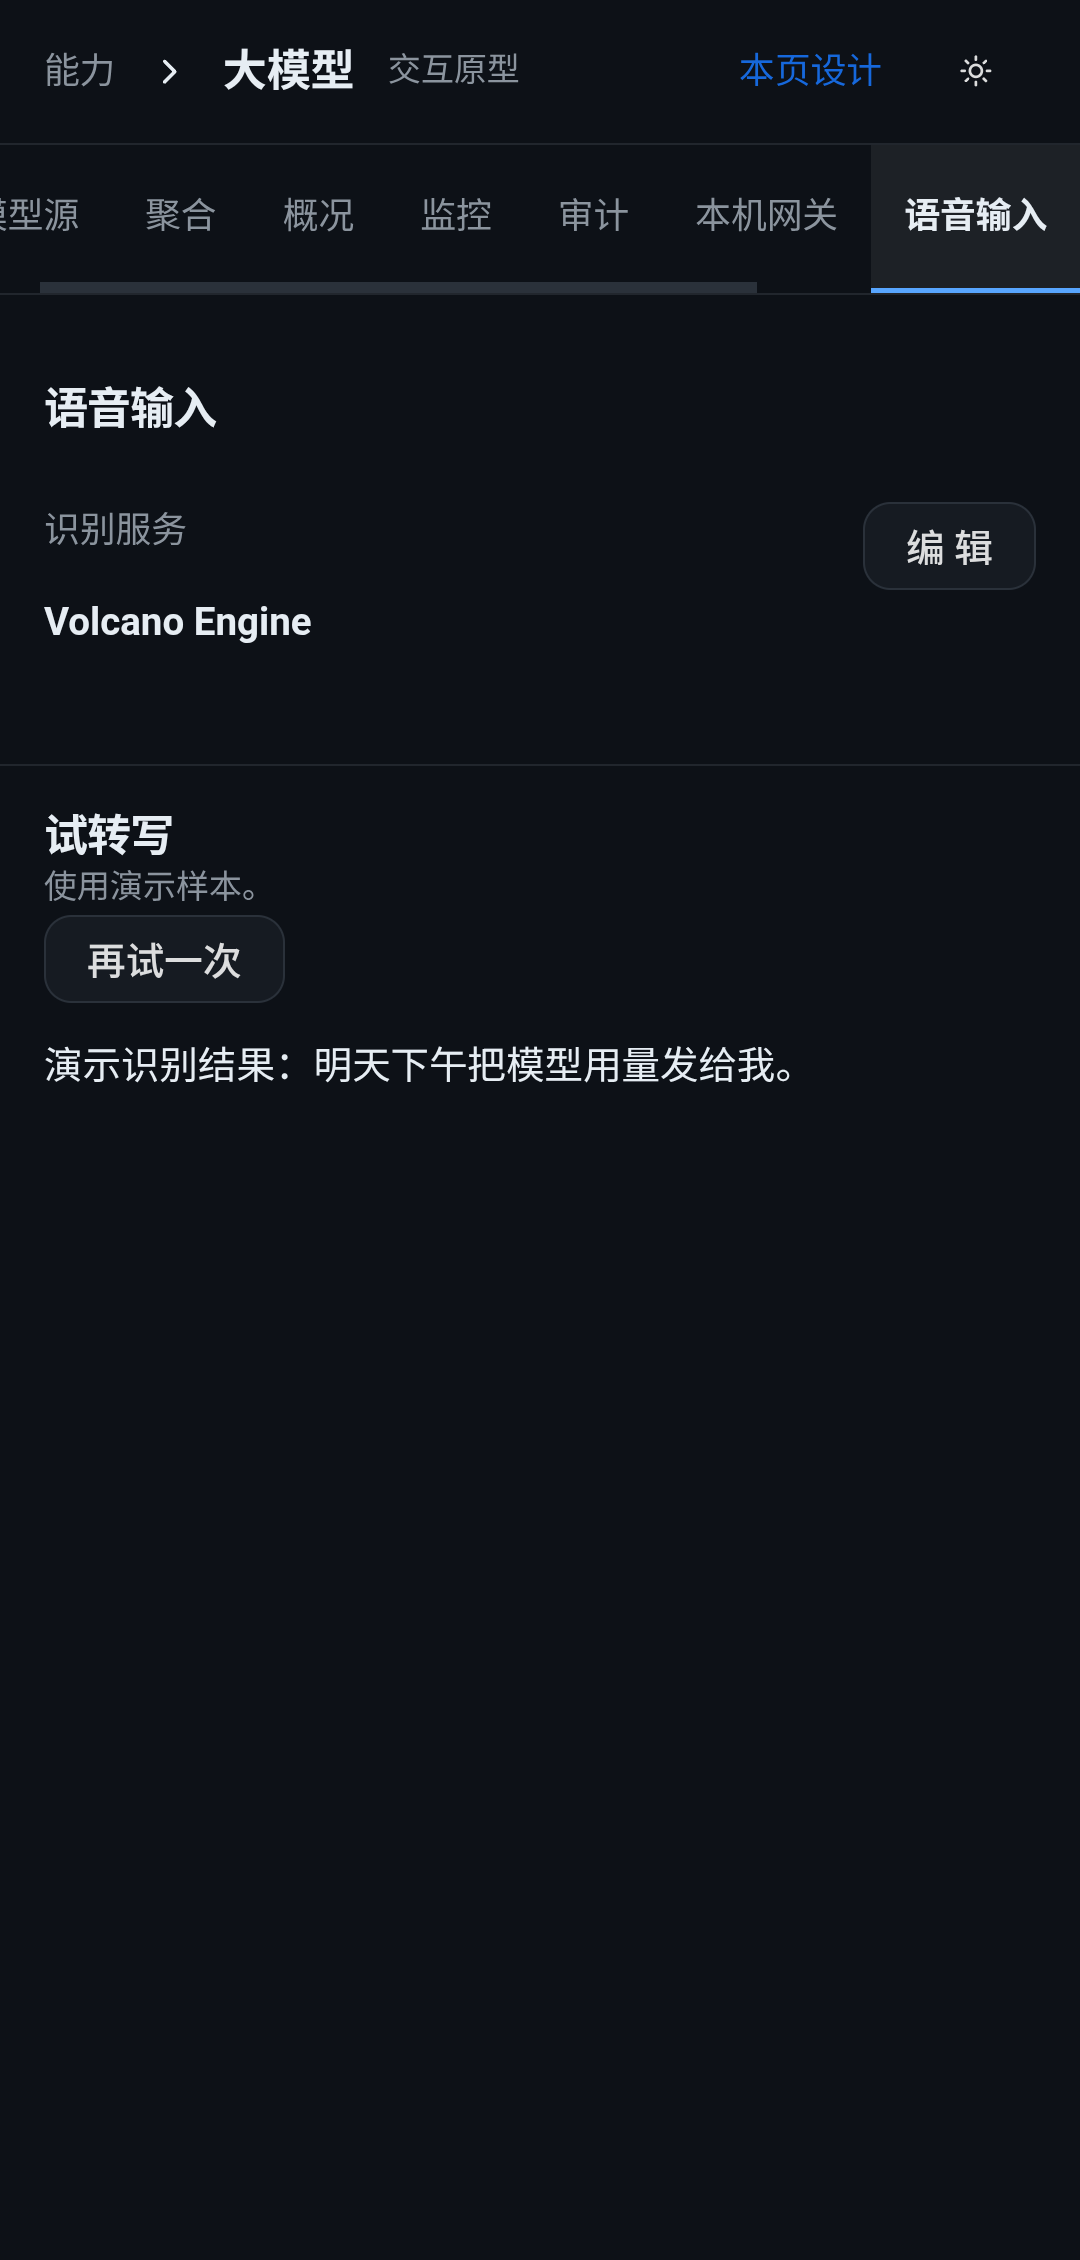 能力 > 大模型 交互原型 本页设计
模型源 聚合 概况 监控 审计 本机网关 语音输入
语音输入
识别服务
编 辑
Volcano Engine
试转写
使用演示样本。
再试一次
演示识别结果：明天下午把模型用量发给我。